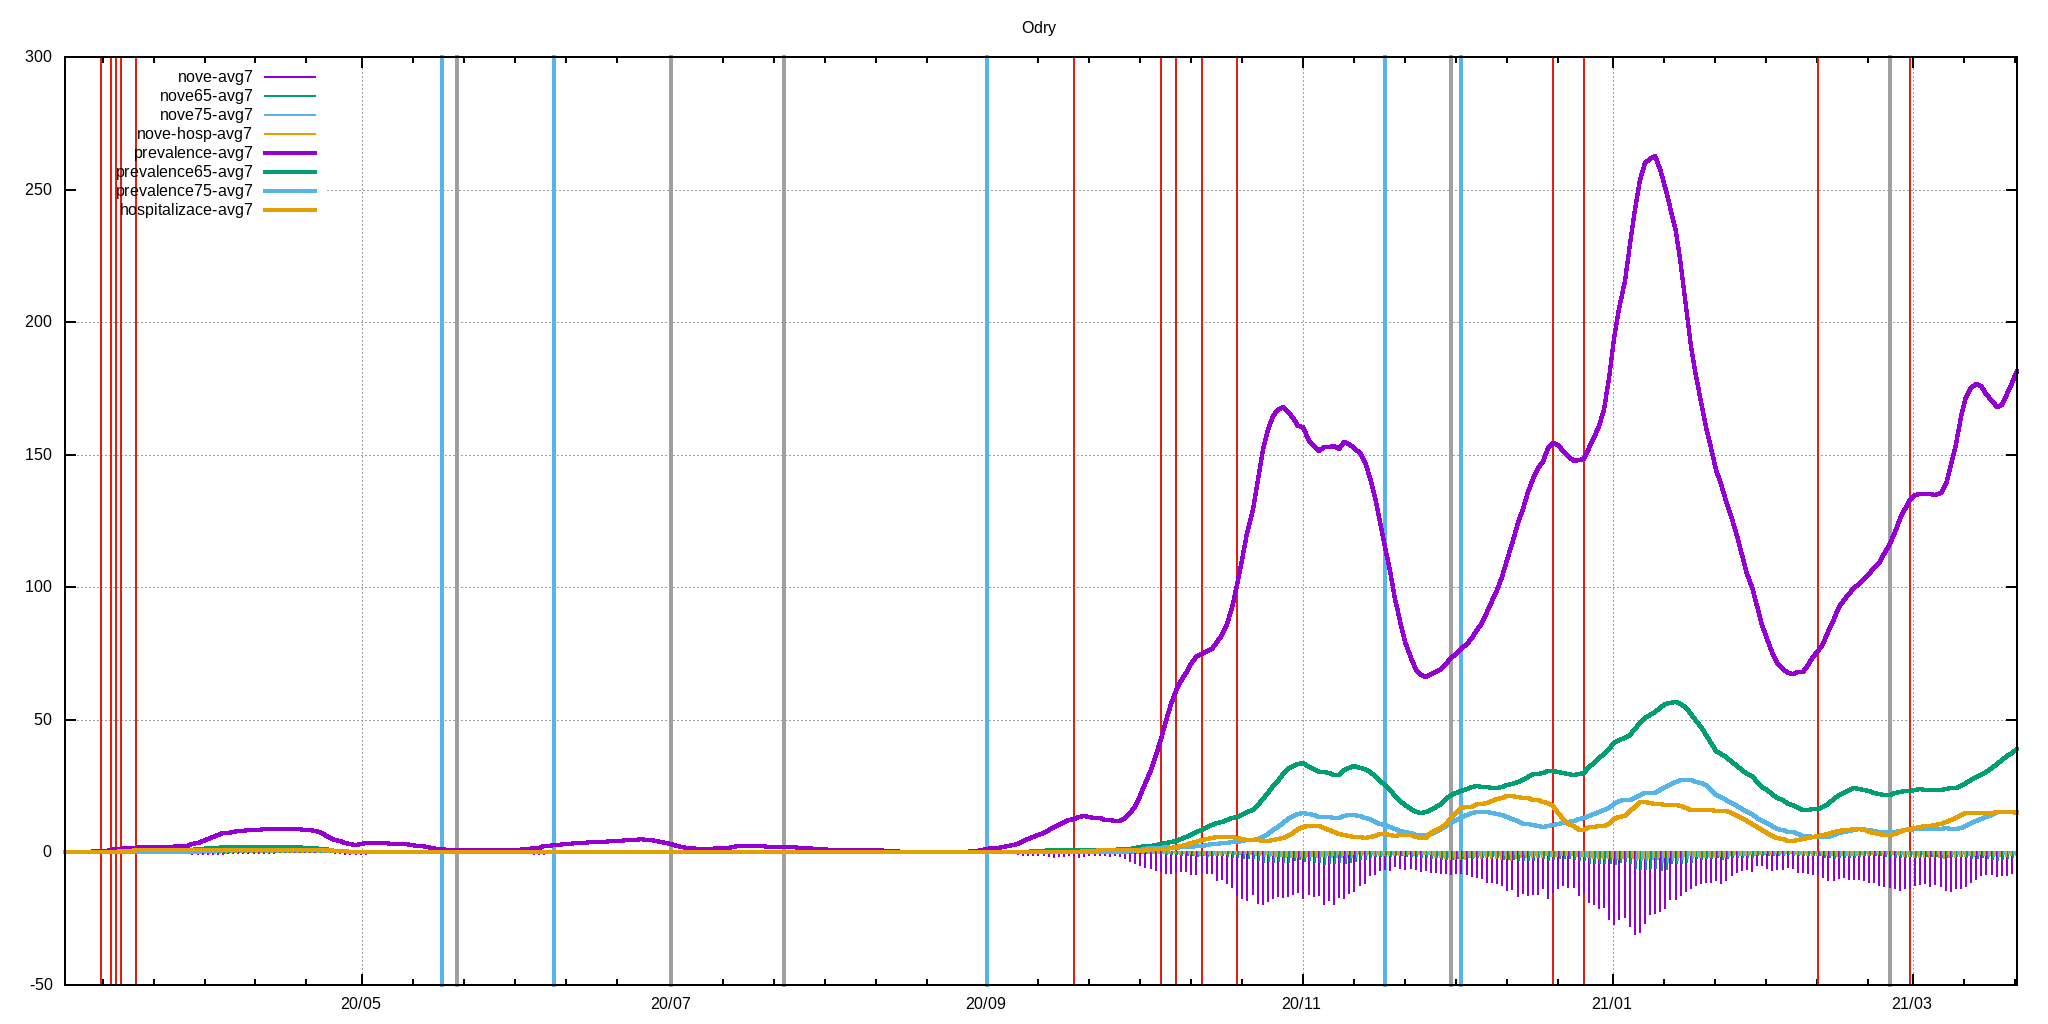 Odry
300
250
200
150
100
50
0
-50
nove-avg7
nove65-avg7
nove75-avg7
nove-hosp-avg7
prevalence-avg7
prevalence65-avg7
prevalence75-avg7
hospitalizace-avg7
20/05
20/07
20/09
20/11
21/01
21/03